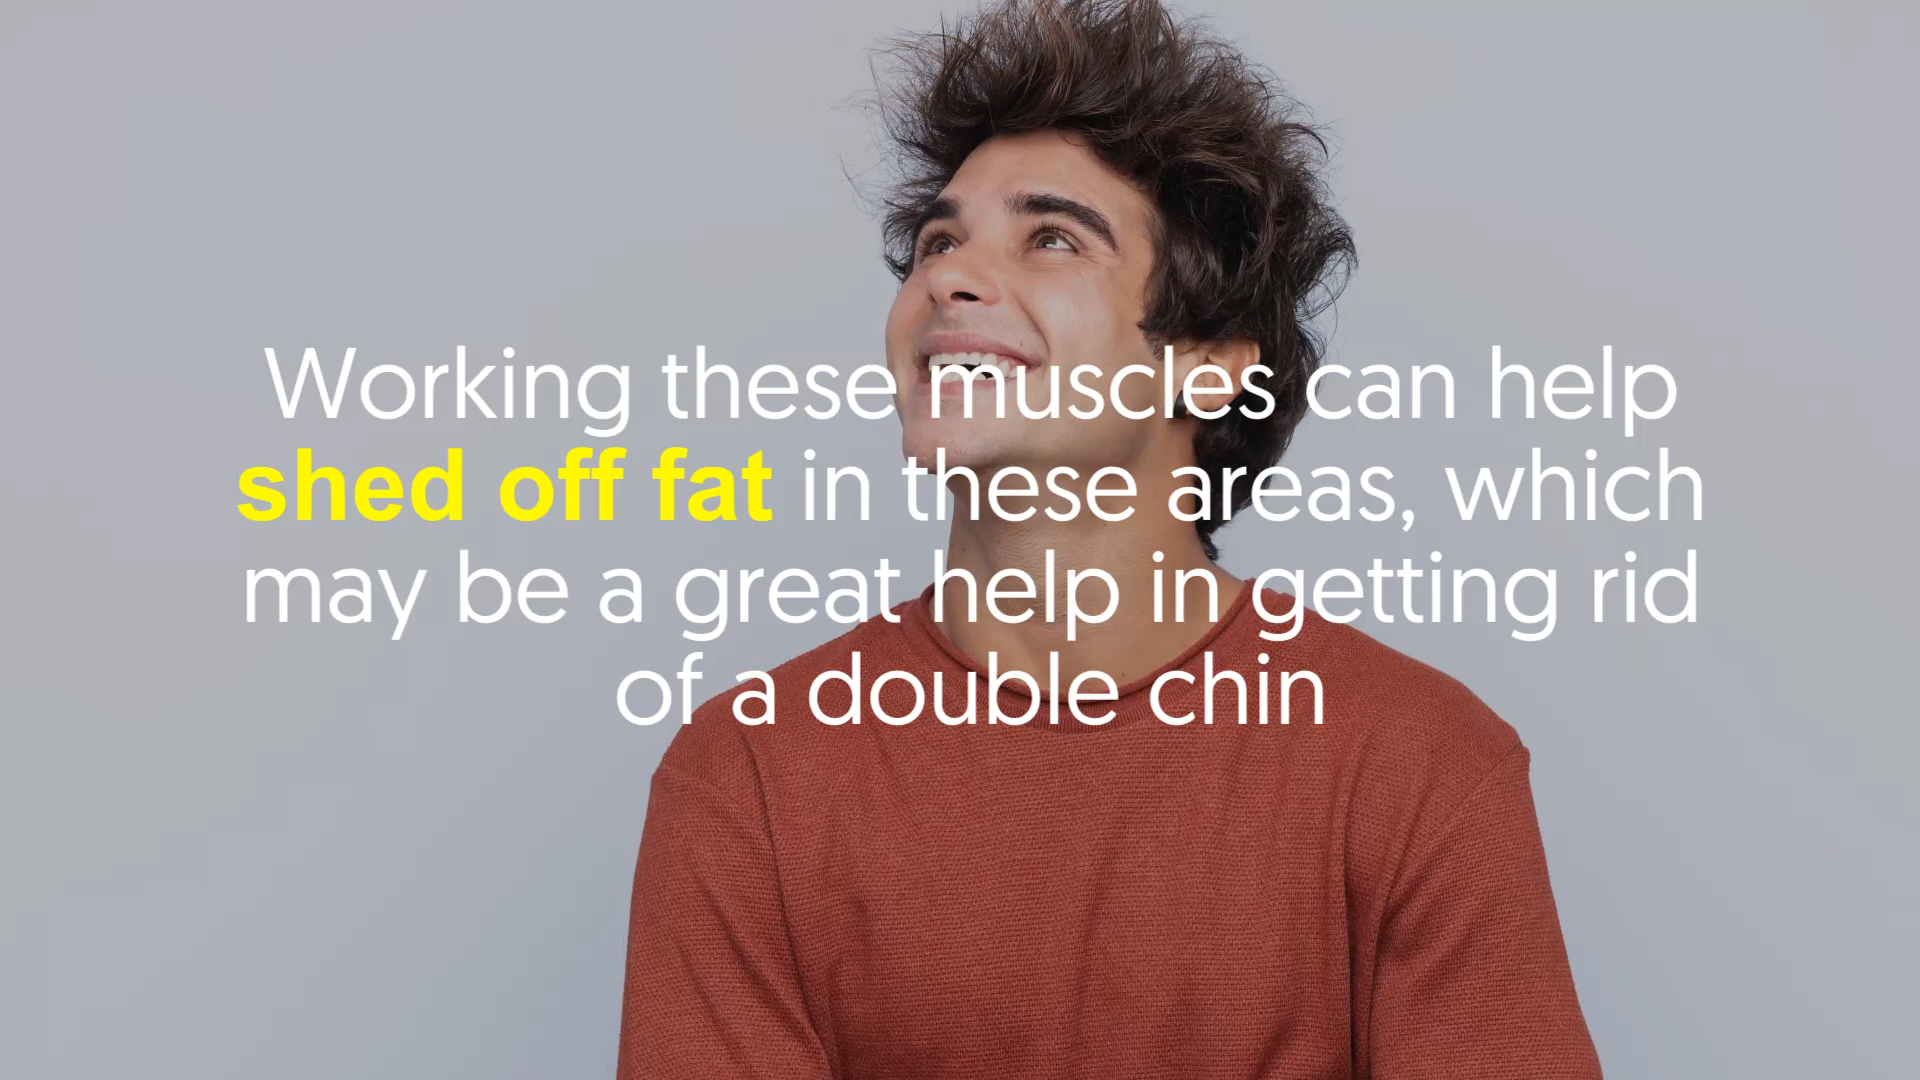 Working these muscles can help
shed off fat in these areas, which
may be a great help in getting rid
of a double chin